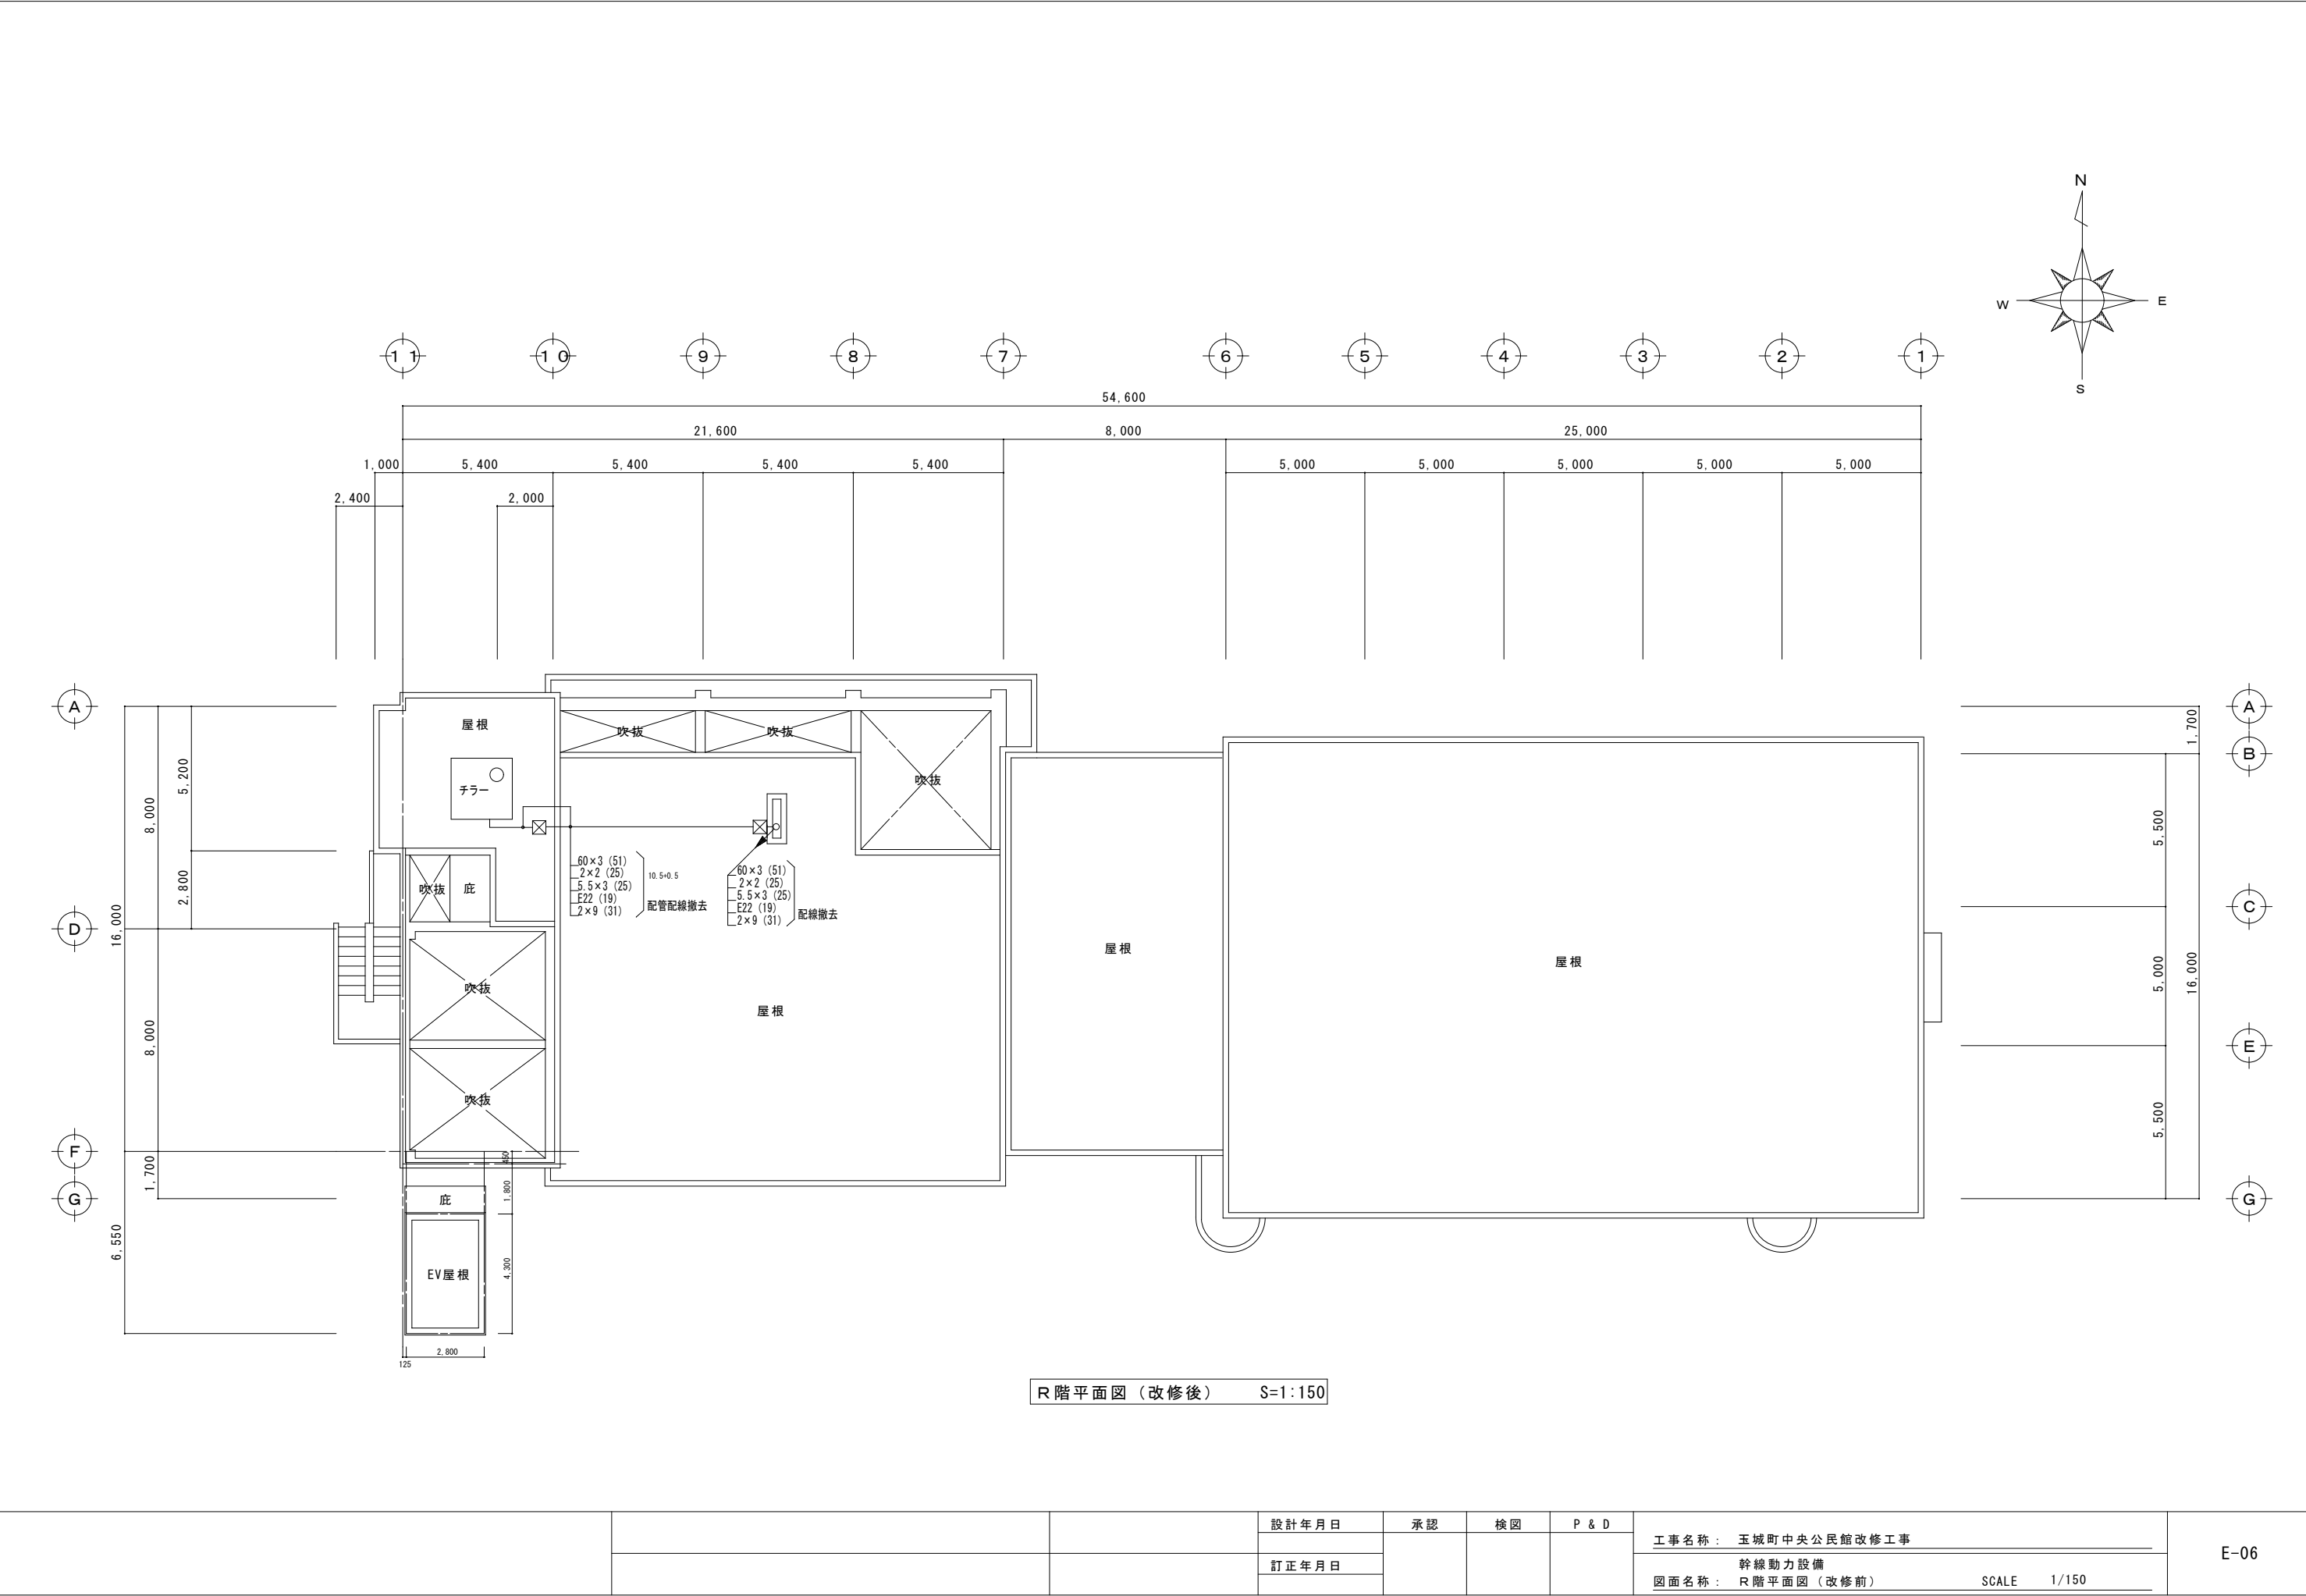 N
W
E
S
11
10
9
8
7
6
5
4
3
2
1
54,600
21,600
8,000
25,000
1,000
5,400
5,400
5,400
5,400
5,000
5,000
5,000
5,000
5,000
2,400
2,000
A
D
F
G
5,200
2,800
8,000
8,000
1,700
16,000
6,550
A
B
C
E
G
1,700
5,500
5,000
5,500
16,000
屋根
チラー
吹抜
吹抜
吹抜
吹抜
庇
60×3 (51)
2×2 (25)
5.5×3 (25)
E22 (19)
2×9 (31)
10.5+0.5
配管配線撤去
60×3 (51)
2×2 (25)
5.5×3 (25)
E22 (19)
2×9 (31)
配線撤去
屋根
屋根
屋根
吹抜
吹抜
450
1,800
庇
4,300
EV屋根
2,800
125
R階平面図(改修後) S=1:150
設計年月日
承認
検図
P & D
訂正年月日
工事名称: 玉城町中央公民館改修工事
幹線動力設備
図面名称: R階平面図(改修前) SCALE 1/150
E-06